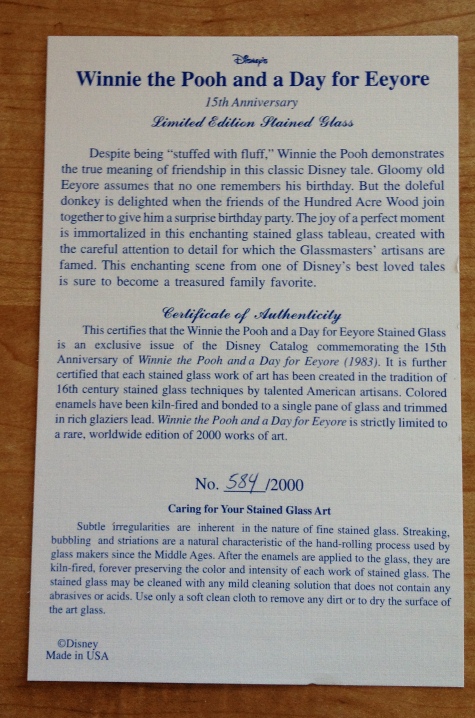 Disney's
Winnie the Pooh and a Day for Eeyore
15th Anniversary
Limited Edition Stained Glass
Despite being “stuffed with fluff,” Winnie the Pooh demonstrates
the true meaning of friendship in this classic Disney tale. Gloomy old
Eeyore assumes that no one remembers his birthday. But the doleful
donkey is delighted when the friends of the Hundred Acre Wood join
together to give him a surprise birthday party. The joy of a perfect moment
is immortalized in this enchanting stained glass tableau, created with
the careful attention to detail for which the Glassmasters’ artisans are
famed. This enchanting scene from one of Disney’s best loved tales
is sure to become a treasured family favorite.
Certificate of Authenticity
This certifies that the Winnie the Pooh and a Day for Eeyore Stained Glass
is an exclusive issue of the Disney Catalog commemorating the 15th
Anniversary of Winnie the Pooh and a Day for Eeyore (1983). It is further
certified that each stained glass work of art has been created in the tradition of
16th century stained glass techniques by talented American artisans. Colored
enamels have been kiln-fired and bonded to a single pane of glass and trimmed
in rich glaziers lead. Winnie the Pooh and a Day for Eeyore is strictly limited to
a rare, worldwide edition of 2000 works of art.
No. 584/2000
Caring for Your Stained Glass Art
Subtle irregularities are inherent in the nature of fine stained glass. Streaking,
bubbling and striations are a natural characteristic of the hand-rolling process used by
glass makers since the Middle Ages. After the enamels are applied to the glass, they are
kiln-fired, forever preserving the color and intensity of each work of stained glass. The
stained glass may be cleaned with any mild cleaning solution that does not contain any
abrasives or acids. Use only a soft clean cloth to remove any dirt or to dry the surface of
the art glass.
©Disney
Made in USA